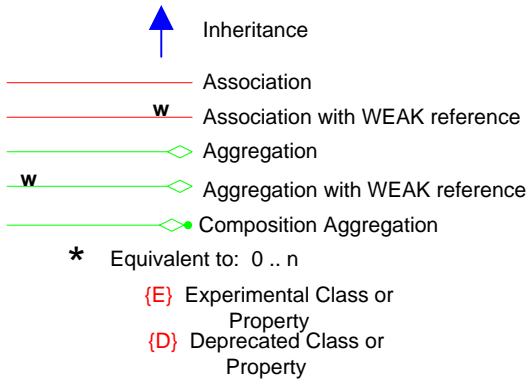 Inheritance
Association
w Association with WEAK reference
Aggregation
w Aggregation with WEAK reference
Composition Aggregation
* Equivalent to: 0 .. n
{E} Experimental Class or
Property
{D} Deprecated Class or
Property